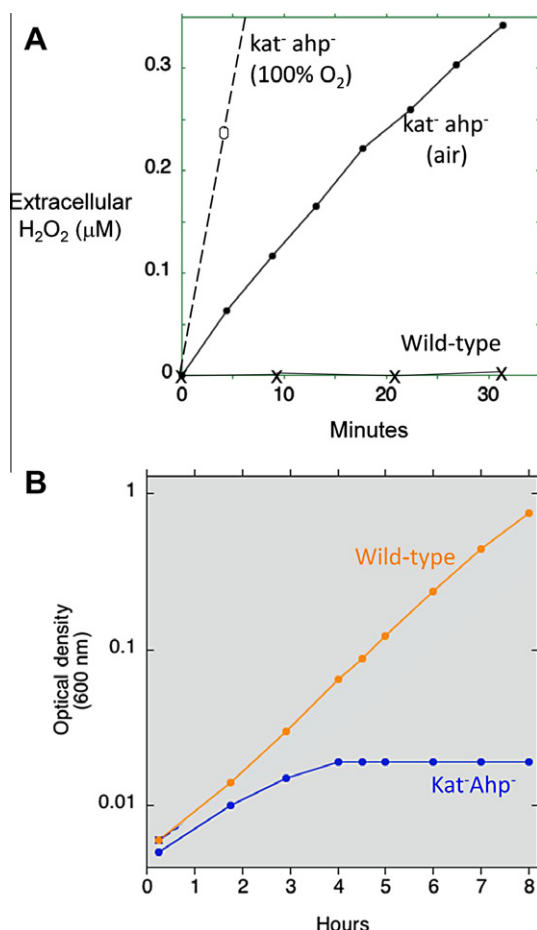 A
0.3
kat⁻ ahp⁻
(100% O₂)
kat⁻ ahp⁻
(air)
0.2
Extracellular
H₂O₂ (μM)
0.1
Wild-type
0
0 10 20 30
Minutes
B
1
Wild-type
Optical density
(600 nm)
0.1
Kat⁻Ahp⁻
0.01
0 1 2 3 4 5 6 7 8
Hours